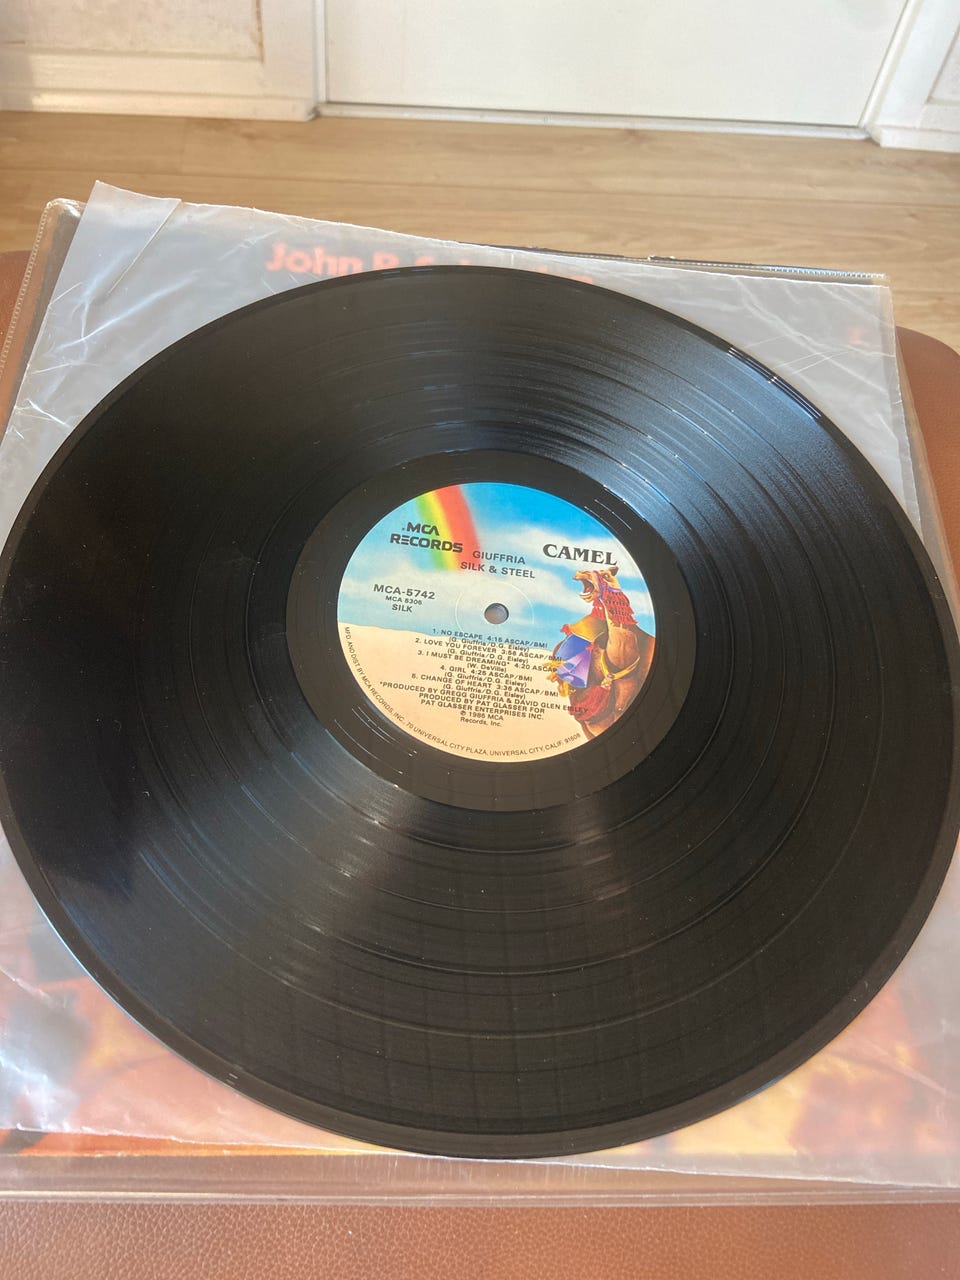 John
MCA
RECORDS
GIUFFRIA
CAMEL
SILK & STEEL
MCA-5742
MCA 5306
SILK
1. NO ESCAPE 4:15 ASCAP/BMI
(G. Giuffria/D.G. Eisley)
2. LOVE YOU FOREVER 3:58 ASCAP/BMI
(G. Giuffria/D.G. Eisley)
3. I MUST BE DREAMING* 4:20 ASCAP
(W. DeVille)
4. GIRL 4:25 ASCAP/BMI
(G. Giuffria/D.G. Eisley)
5. CHANGE OF HEART 3:36 ASCAP/BMI
(G. Giuffria/D.G. Eisley)
*PRODUCED BY GREGG GIUFFRIA & DAVID GLEN EISLEY
PRODUCED BY PAT GLASSER FOR
PAT GLASSER ENTERPRISES INC.
℗ 1986 MCA
Records, Inc.
MFD AND DIST BY MCA RECORDS, INC., 70 UNIVERSAL CITY PLAZA, UNIVERSAL CITY, CALIF. 91608